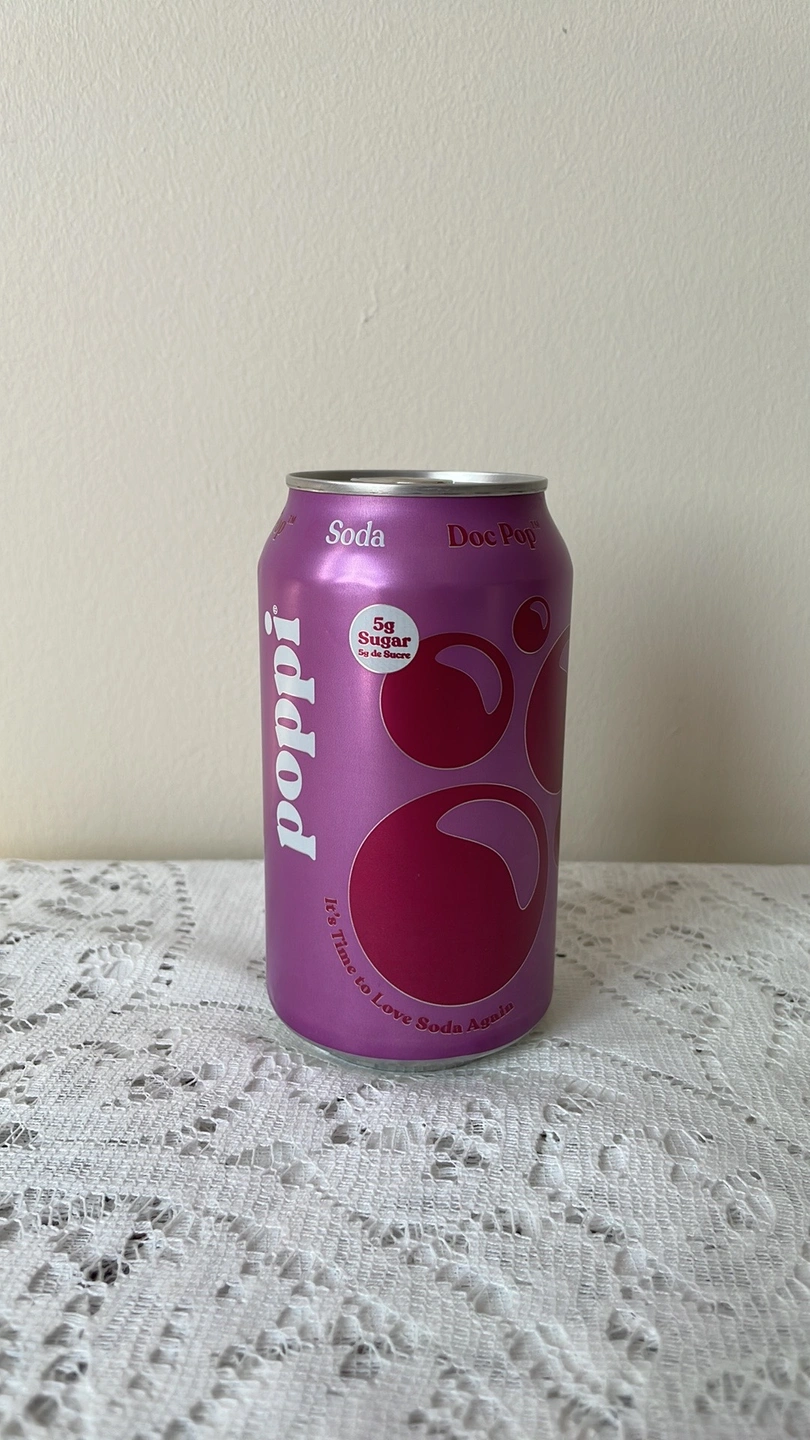 Soda
Doc Pop™
poppi
5g
Sugar
5g de Sucre
It's Time to Love Soda Again